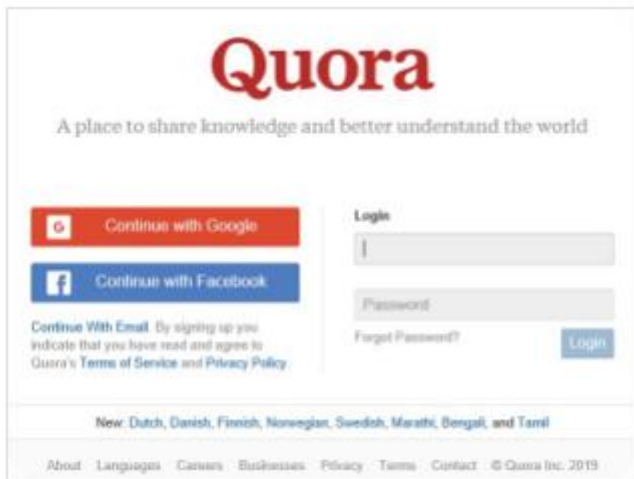 Quora
A place to share knowledge and better understand the world
Continue with Google
Continue with Facebook
Continue With Email. By signing up you
indicate that you have read and agree to
Quora's Terms of Service and Privacy Policy.
Login
Password
Forgot Password?
Login
New: Dutch, Danish, Finnish, Norwegian, Swedish, Marathi, Bengali, and Tamil
About Languages Careers Businesses Privacy Terms Contact © Quora Inc. 2019